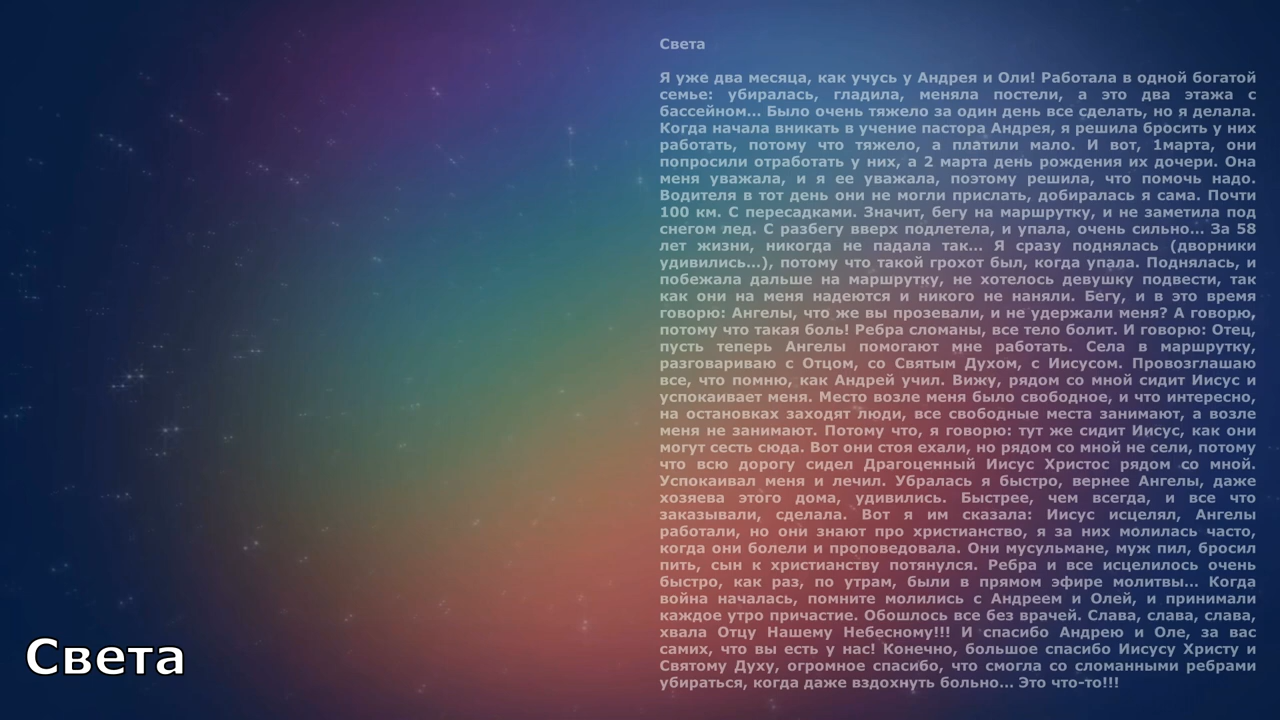 Света
Я уже два месяца, как учусь у Андрея и Оли! Работала в одной богатой
семье: убиралась, гладила, меняла постели, а это два этажа с
бассейном... Было очень тяжело за один день все сделать, но я делала.
Когда начала вникать в учение пастора Андрея, я решила бросить у них
работать, потому что тяжело, а платили мало. И вот, 1марта, они
попросили отработать у них, а 2 марта день рождения их дочери. Она
меня уважала, и я ее уважала, поэтому решила, что помочь надо.
Водителя в тот день они не могли прислать, добиралась я сама. Почти
100 км. С пересадками. Значит, бегу на маршрутку, и не заметила под
снегом лед. С разбегу вверх подлетела, и упала, очень сильно... За 58
лет жизни, никогда не падала так... Я сразу поднялась (дворники
удивились...), потому что такой грохот был, когда упала. Поднялась, и
побежала дальше на маршрутку, не хотелось девушку подвести, так
как они на меня надеются и никого не наняли. Бегу, и в это время
говорю: Ангелы, что же вы прозевали, и не удержали меня? А говорю,
потому что такая боль! Ребра сломаны, все тело болит. И говорю: Отец,
пусть теперь Ангелы помогают мне работать. Села в маршрутку,
разговариваю с Отцом, со Святым Духом, с Иисусом. Провозглашаю
все, что помню, как Андрей учил. Вижу, рядом со мной сидит Иисус и
успокаивает меня. Место возле меня было свободное, и что интересно,
на остановках заходят люди, все свободные места занимают, а возле
меня не занимают. Потому что, я говорю: тут же сидит Иисус, как они
могут сесть сюда. Вот они стоя ехали, но рядом со мной не сели, потому
что всю дорогу сидел Драгоценный Иисус Христос рядом со мной.
Успокаивал меня и лечил. Убралась я быстро, вернее Ангелы, даже
хозяева этого дома, удивились. Быстрее, чем всегда, и все что
заказывали, сделала. Вот я им сказала: Иисус исцелял, Ангелы
работали, но они знают про христианство, я за них молилась часто,
когда они болели и проповедовала. Они мусульмане, муж пил, бросил
пить, сын к христианству потянулся. Ребра и все исцелилось очень
быстро, как раз, по утрам, были в прямом эфире молитвы... Когда
война началась, помните молились с Андреем и Олей, и принимали
каждое утро причастие. Обошлось все без врачей. Слава, слава, слава,
хвала Отцу Нашему Небесному!!! И спасибо Андрею и Оле, за вас
самих, что вы есть у нас! Конечно, большое спасибо Иисусу Христу и
Святому Духу, огромное спасибо, что смогла со сломанными ребрами
убираться, когда даже вздохнуть больно... Это что-то!!!
Света